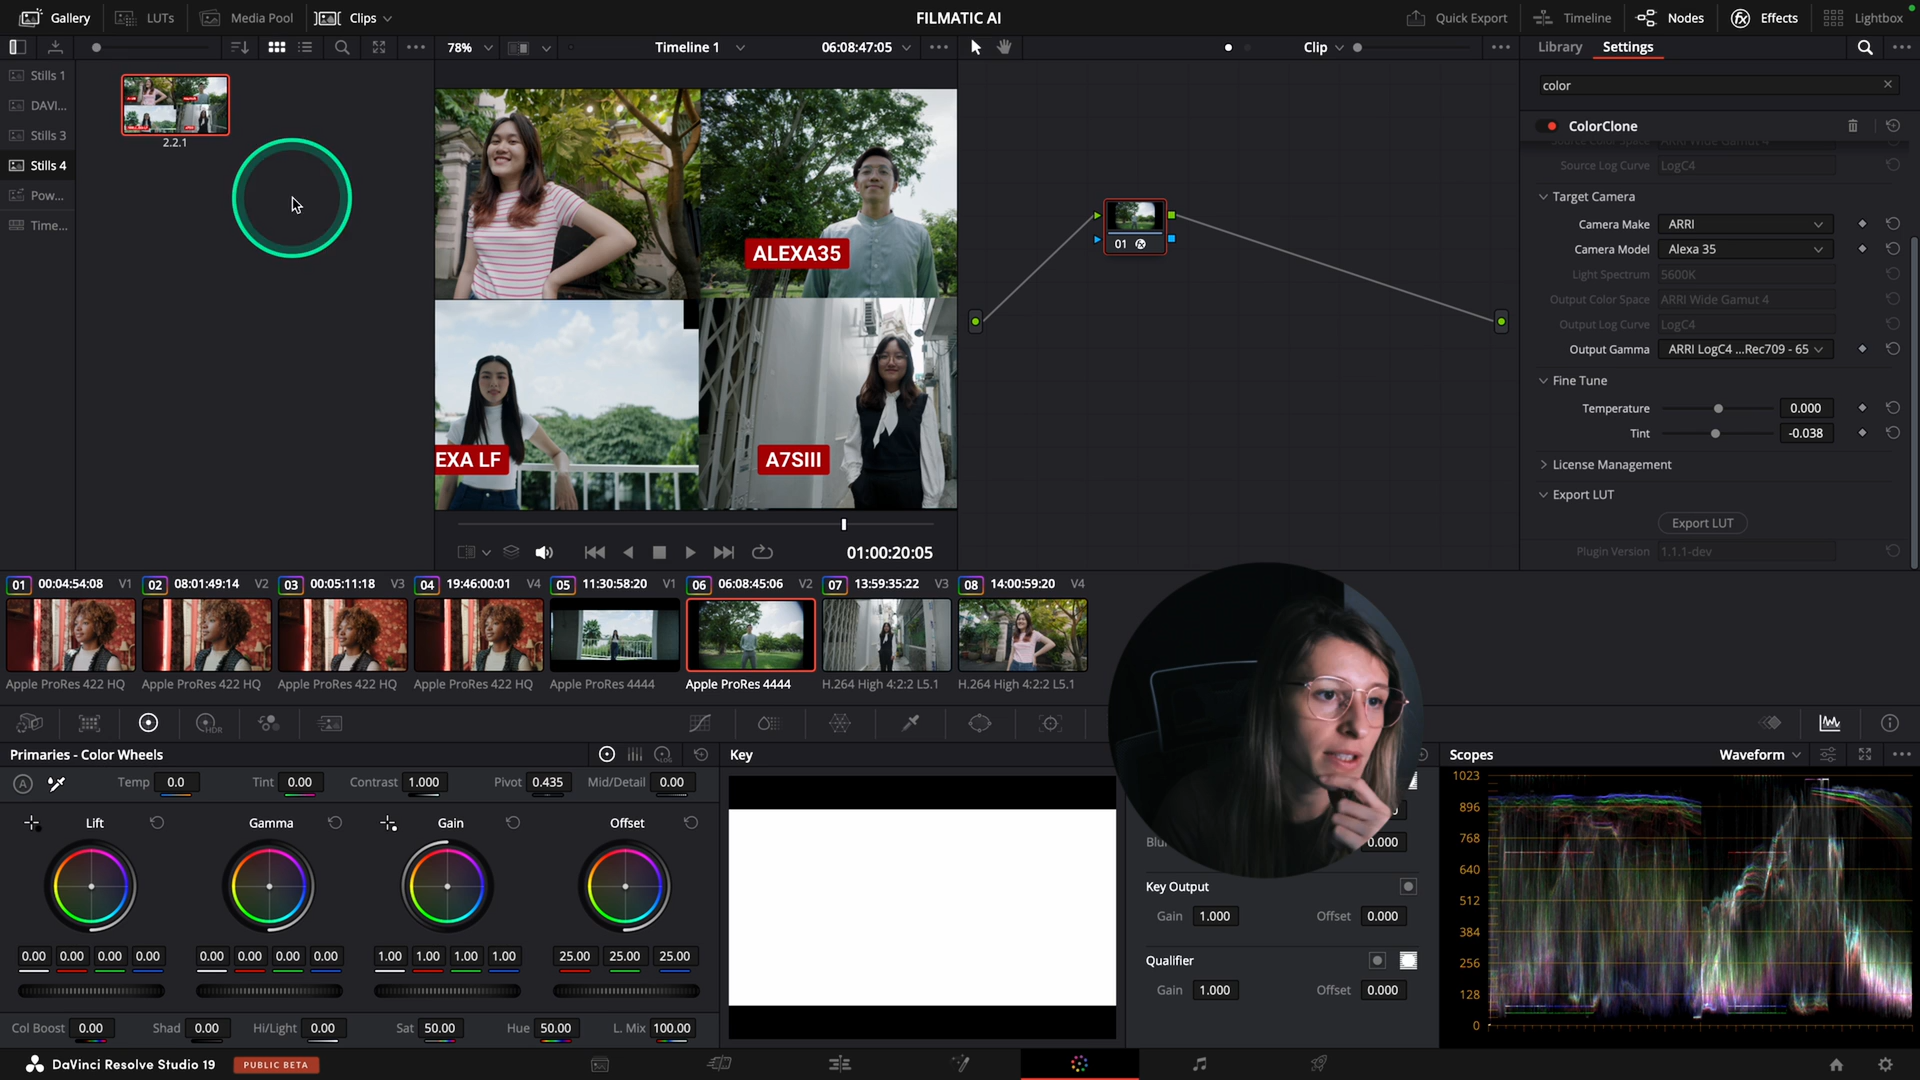 Gallery LUTs Media Pool Clips FILMATIC AI Quick Export Timeline Nodes Effects Lightbox
78% Timeline 1 06:08:47:05 Clip Library Settings
Stills 1
DAVI...
Stills 3
Stills 4
Pow...
Time...
2.2.1
ALEXA35
EXA LF
A7SIII
01:00:20:05
01
color
ColorClone
Source Log Curve LogC4
Target Camera
Camera Make ARRI
Camera Model Alexa 35
Light Spectrum 5600K
Output Color Space ARRI Wide Gamut 4
Output Log Curve LogC4
Output Gamma ARRI LogC4 ...Rec709 - 65
Fine Tune
Temperature 0.000
Tint -0.038
License Management
Export LUT
Export LUT
Plugin Version 1.1.1-dev
01 00:04:54:08 V1 02 08:01:49:14 V2 03 00:05:11:18 V3 04 19:46:00:01 V4 05 11:30:58:20 V1 06 06:08:45:06 V2 07 13:59:35:22 V3 08 14:00:59:20 V4
Apple ProRes 422 HQ Apple ProRes 422 HQ Apple ProRes 422 HQ Apple ProRes 422 HQ Apple ProRes 4444 Apple ProRes 4444 H.264 High 4:2:2 L5.1 H.264 High 4:2:2 L5.1
HDR
Primaries - Color Wheels LOG
A Temp 0.0 Tint 0.00 Contrast 1.000 Pivot 0.435 Mid/Detail 0.00
Lift Gamma Gain Offset
0.00 0.00 0.00 0.00 0.00 0.00 0.00 0.00 1.00 1.00 1.00 1.00 25.00 25.00 25.00
Col Boost 0.00 Shad 0.00 Hi/Light 0.00 Sat 50.00 Hue 50.00 L. Mix 100.00
Key
0.000
Key Output
Gain 1.000 Offset 0.000
Qualifier
Gain 1.000 Offset 0.000
Scopes Waveform
1023
896
768
640
512
384
256
128
0
DaVinci Resolve Studio 19 PUBLIC BETA